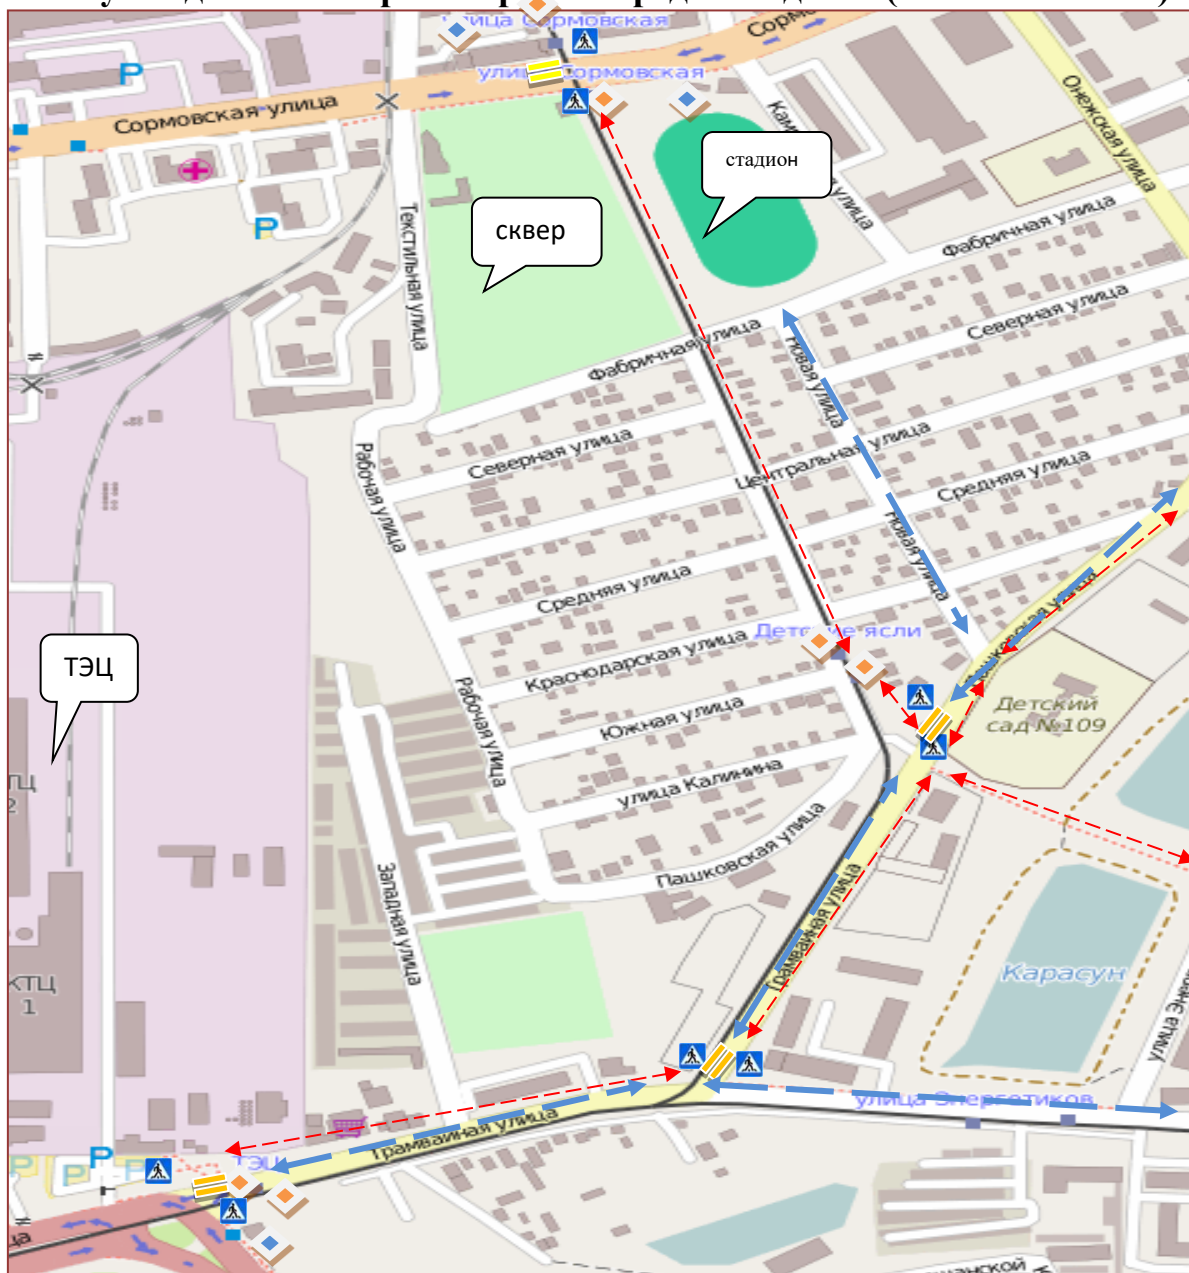 улица Сормовская
улица Сормовская
Сормовская улица
P
стадион
Онежская улица
сквер
P
Текстильная улица
Фабричная улица
Северная улица
Фабричная улица
Новая улица
Северная улица
Центральная улица
Средняя улица
Рабочая улица
Новая улица
Средняя улица
Детские ясли
ТЭЦ
Краснодарская улица
Рабочая улица
Южная улица
Детский
сад №109
улица Калинина
Пашковская улица
Западная улица
Трамвайная улица
Карасун
КТЦ
1
улица Энергетиков
Трамвайная улица
ТЭЦ
P
P
P
P